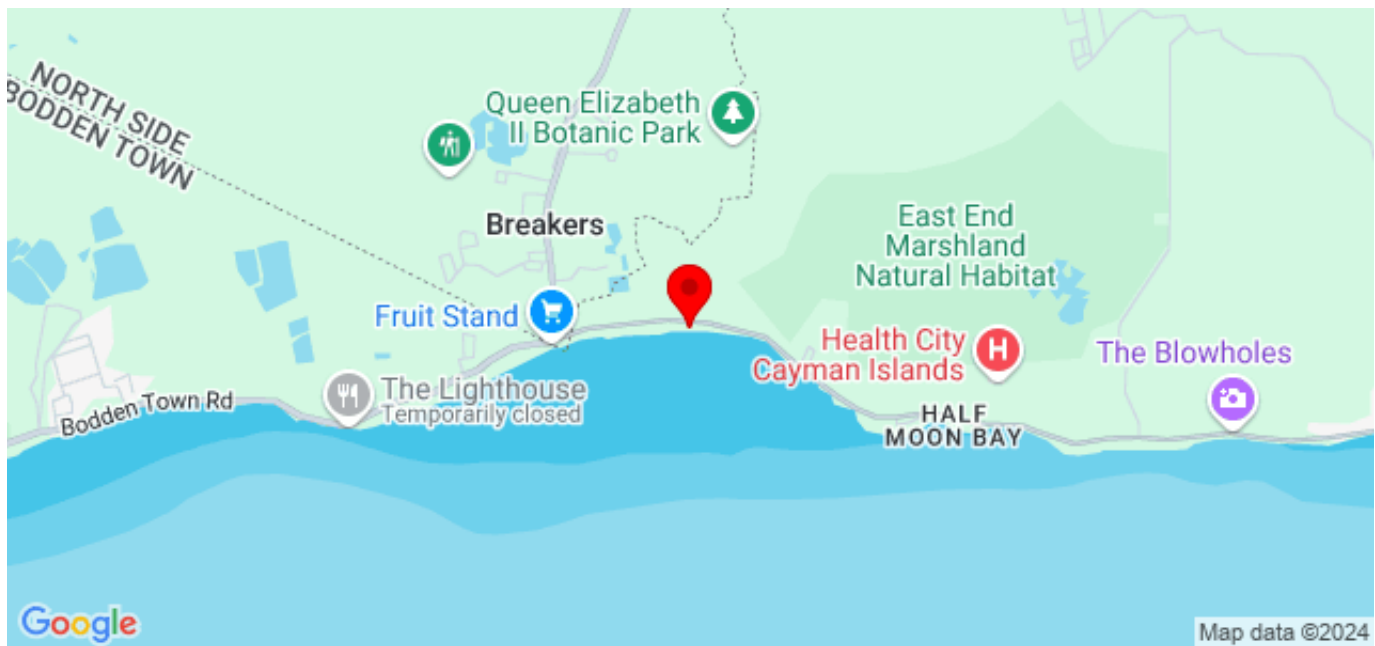 NORTH SIDE
BODDEN TOWN
Queen Elizabeth
II Botanic Park
Breakers
East End
Marshland
Natural Habitat
Fruit Stand
Health City
Cayman Islands
H
The Blowholes
The Lighthouse
Temporarily closed
Bodden Town Rd
HALF
MOON BAY
Google
Map data ©2024